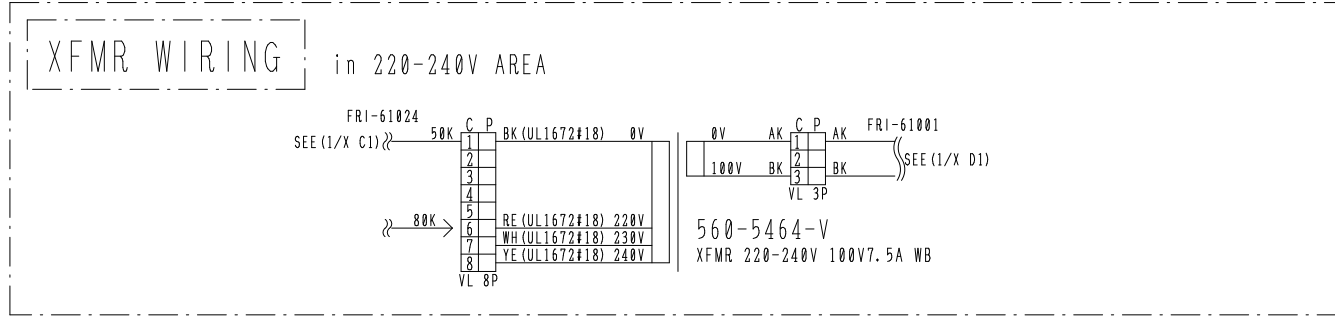 XFMR WIRING
in 220-240V AREA
FRI-61024
SEE(1/X C1) 50K
C P
1 BK(UL1672#18) 0V
2
3
4
5
80K
6 RE(UL1672#18) 220V
7 WH(UL1672#18) 230V
8 YE(UL1672#18) 240V
VL 8P
C P
FRI-61001
0V AK 1 AK
2
SEE(1/X D1)
100V BK 3 BK
VL 3P
560-5464-V
XFMR 220-240V 100V7.5A WB